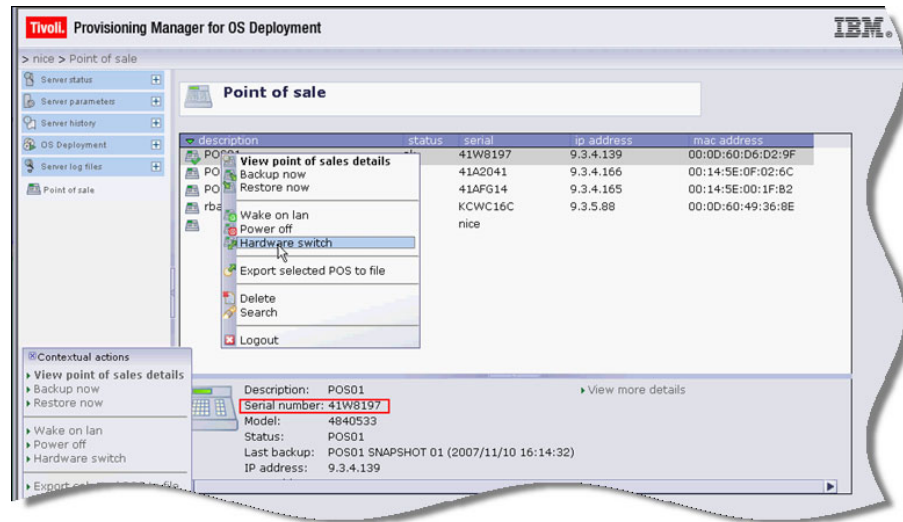 Tivoli. Provisioning Manager for OS Deployment
IBM®
> nice > Point of sale
Server status
Server parameters
Server history
OS Deployment
Server log files
Point of sale
Point of sale
description status serial ip address mac address
POS01 ok 41W8197 9.3.4.139 00:0D:60:D6:D2:9F
PO 41A2041 9.3.4.166 00:14:5E:0F:02:6C
PO 41AFG14 9.3.4.165 00:14:5E:00:1F:B2
rba KCWC16C 9.3.5.88 00:0D:60:49:36:8E
nice
View point of sales details
Backup now
Restore now
Wake on lan
Power off
Hardware switch
Export selected POS to file
Delete
Search
Logout
Contextual actions
View point of sales details
Backup now
Restore now
Wake on lan
Power off
Hardware switch
Export
Description: POS01
View more details
Serial number: 41W8197
Model: 4840533
Status: POS01
Last backup: POS01 SNAPSHOT 01 (2007/11/10 16:14:32)
IP address: 9.3.4.139